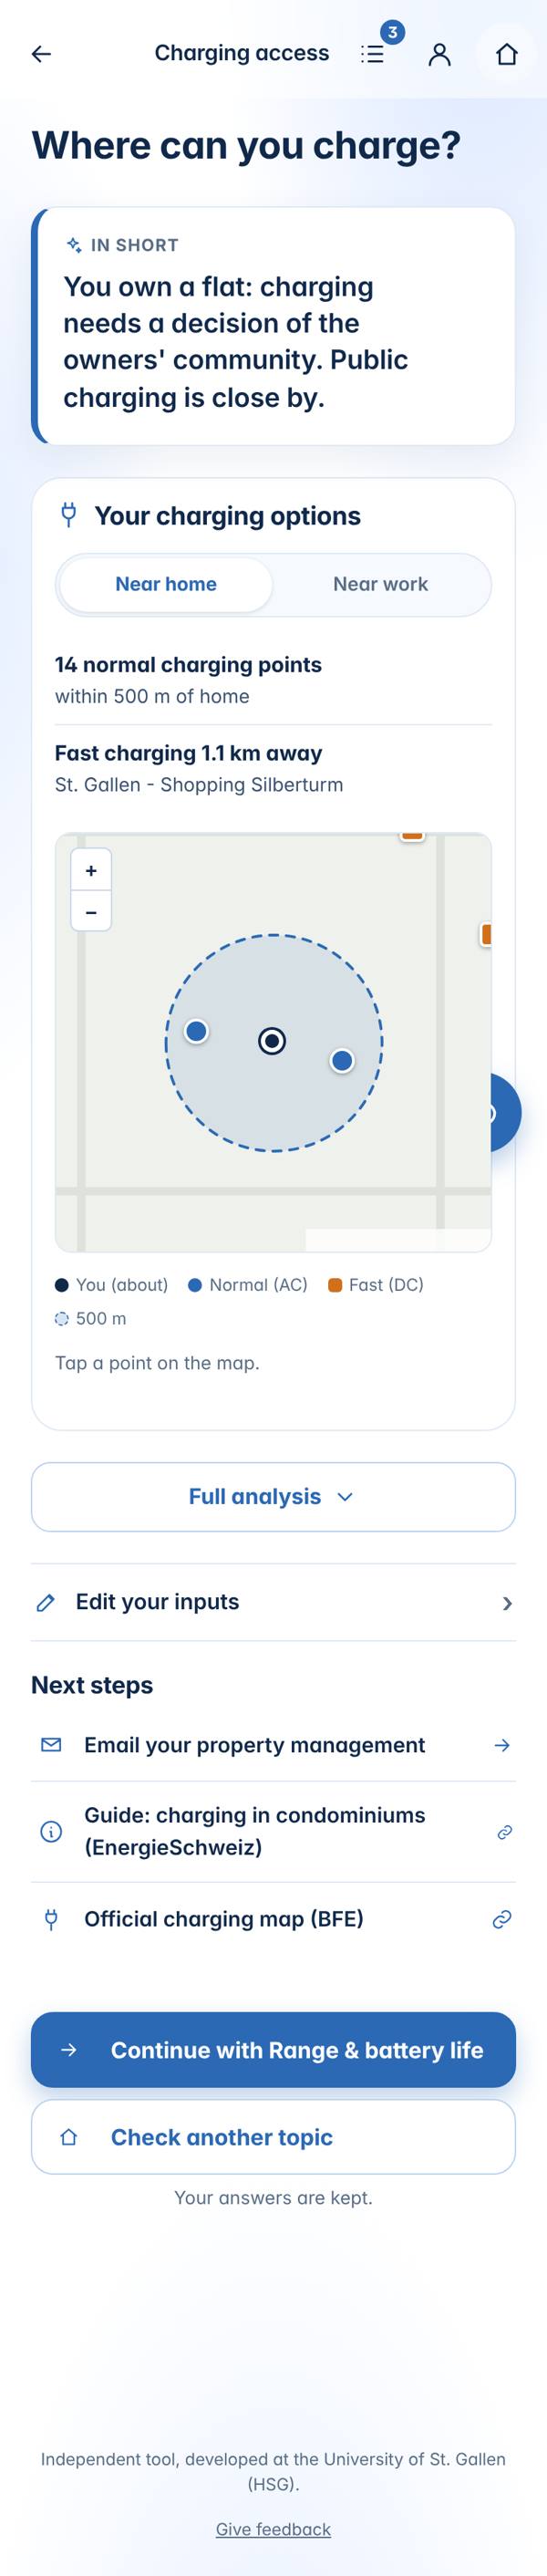 Charging access
3
Where can you charge?
IN SHORT
You own a flat: charging
needs a decision of the
owners' community. Public
charging is close by.
Your charging options
Near home
Near work
14 normal charging points
within 500 m of home
Fast charging 1.1 km away
St. Gallen - Shopping Silberturm
+
−
You (about)
Normal (AC)
Fast (DC)
500 m
Tap a point on the map.
Full analysis
Edit your inputs
Next steps
Email your property management
Guide: charging in condominiums
(EnergieSchweiz)
Official charging map (BFE)
Continue with Range & battery life
Check another topic
Your answers are kept.
Independent tool, developed at the University of St. Gallen
(HSG).
Give feedback